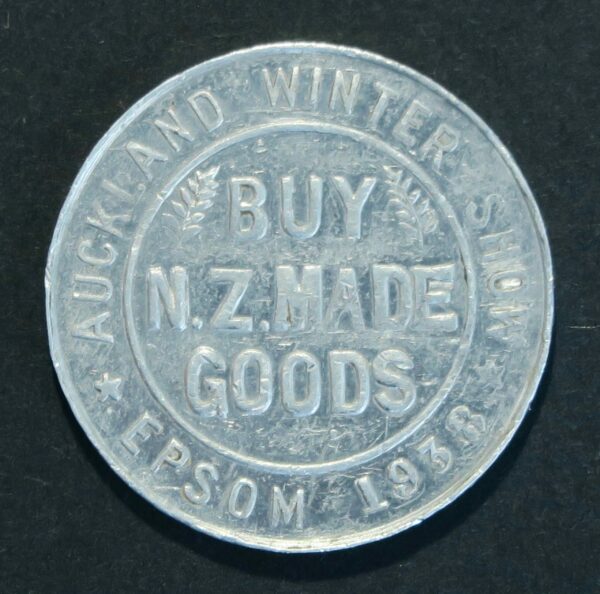 AUCKLAND WINTER SHOW
BUY
N.Z. MADE
GOODS
EPSOM 1938